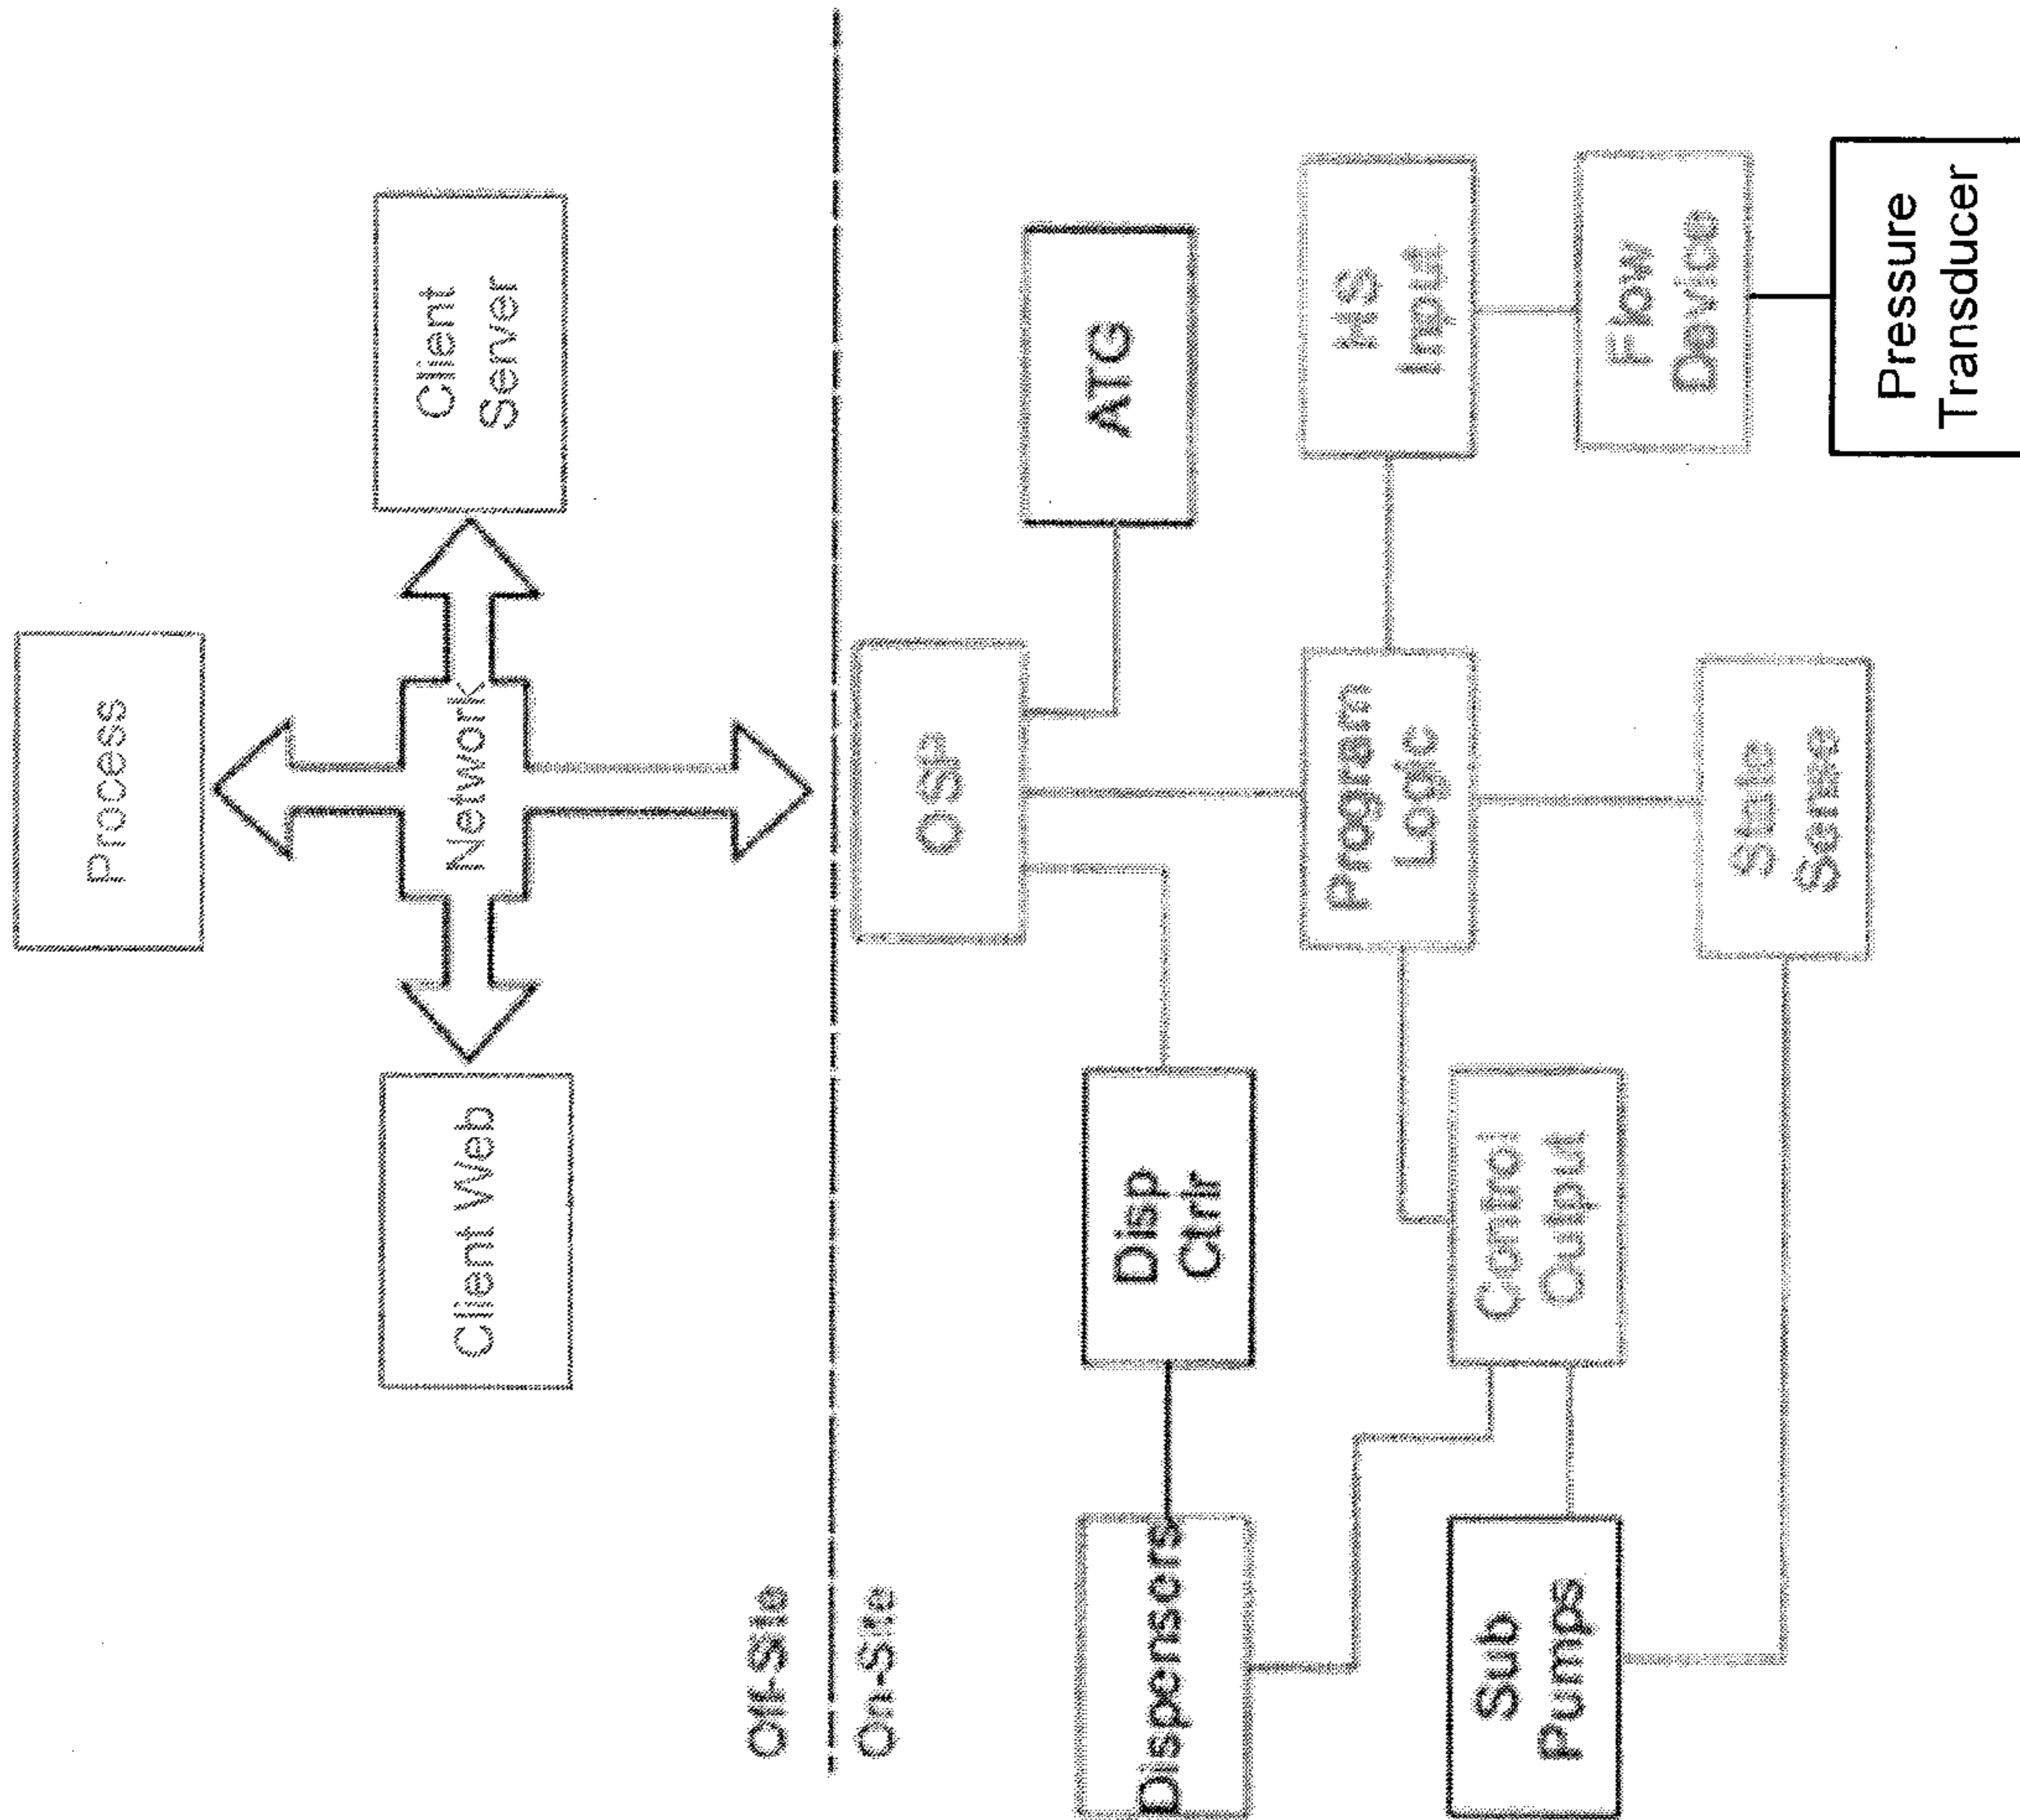 Process
Client Web
Network
Client
Server
Off-Site
On-Site
OSP
Dispensers
Disp
Ctrlr
ATG
Sub
Pumps
Control
Output
Program
Logic
HS
Input
State
Sense
Flow
Device
Pressure
Transducer